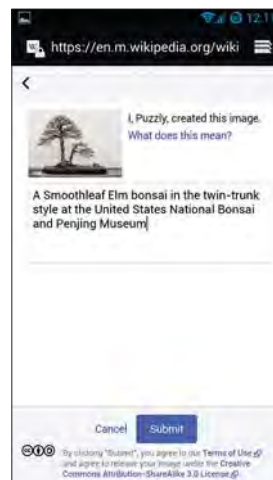 12:1
https://en.m.wikipedia.org/wiki
I, Puzzly, created this image.
What does this mean?
A Smoothleaf Elm bonsai in the twin-trunk
style at the United States National Bonsai
and Penjing Museum
Cancel
Submit
By clicking "Submit", you agree to our Terms of Use
and agree to release your image under the Creative
Commons Attribution-ShareAlike 3.0 License